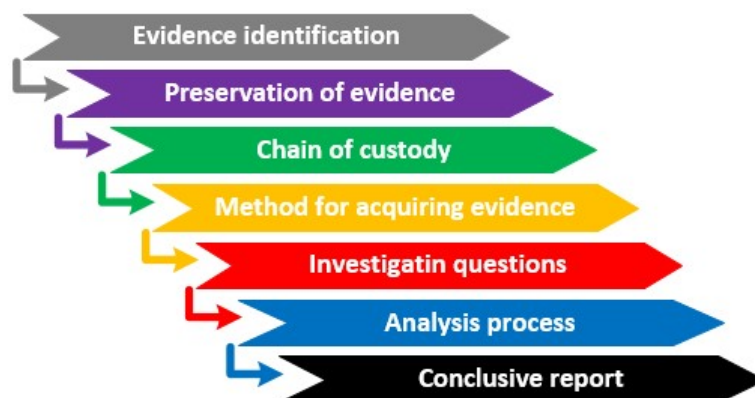 Evidence identification
Preservation of evidence
Chain of custody
Method for acquiring evidence
Investigatin questions
Analysis process
Conclusive report